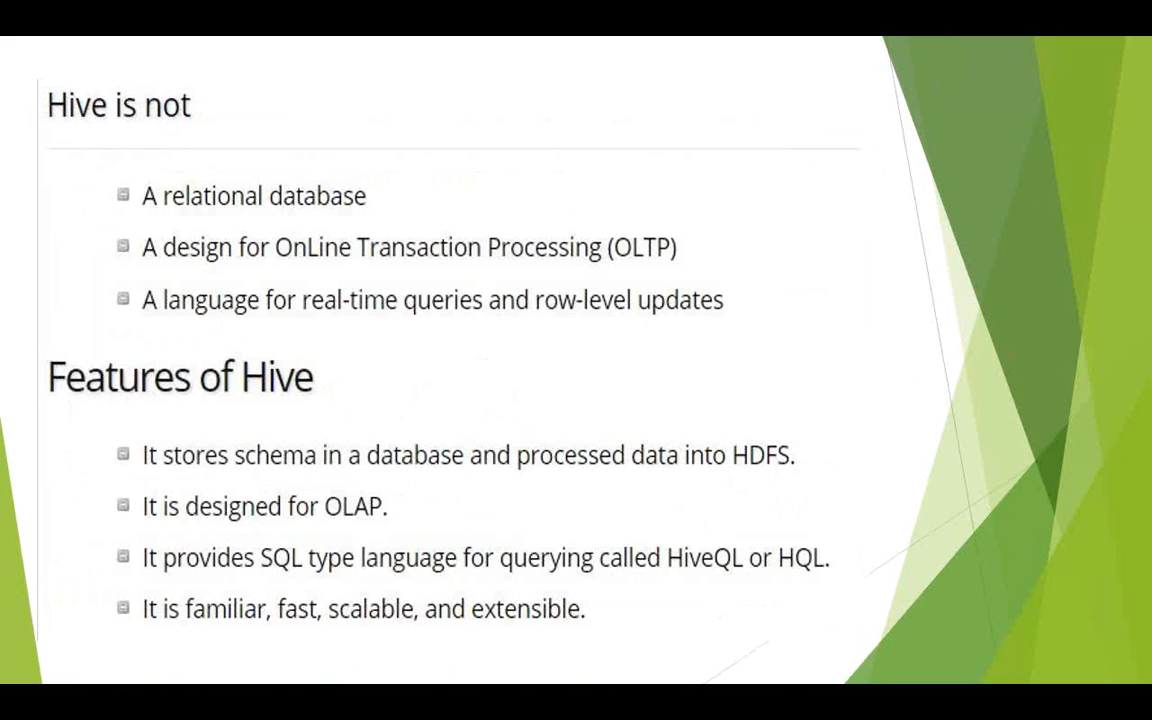 Hive is not
A relational database
A design for OnLine Transaction Processing (OLTP)
A language for real-time queries and row-level updates
Features of Hive
It stores schema in a database and processed data into HDFS.
It is designed for OLAP.
It provides SQL type language for querying called HiveQL or HQL.
It is familiar, fast, scalable, and extensible.